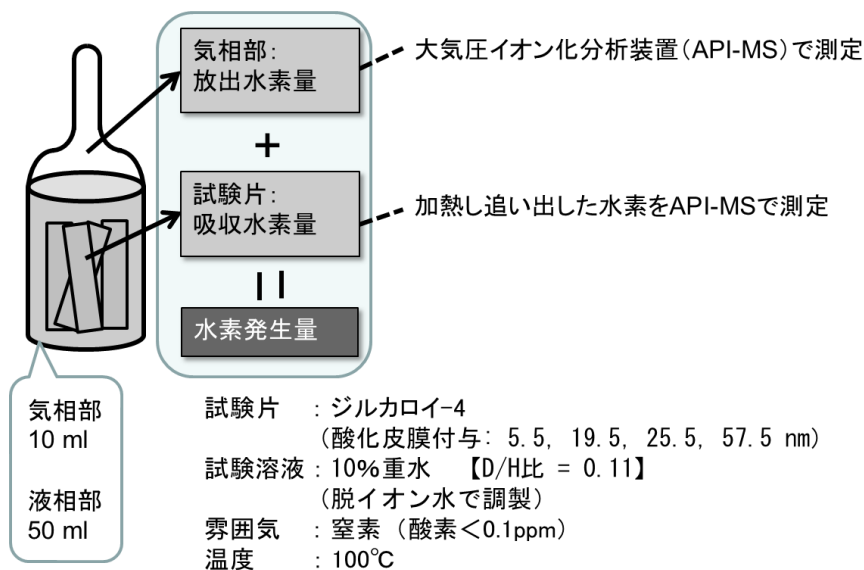 気相部:
放出水素量
大気圧イオン化分析装置(API-MS)で測定
+
試験片:
吸収水素量
加熱し追い出した水素をAPI-MSで測定
=
水素発生量
気相部
10 ml
液相部
50 ml
試験片 : ジルカロイ-4
(酸化皮膜付与: 5.5, 19.5, 25.5, 57.5 nm)
試験溶液 : 10%重水 【D/H比 = 0.11】
(脱イオン水で調製)
雰囲気 : 窒素 (酸素<0.1ppm)
温度 : 100℃